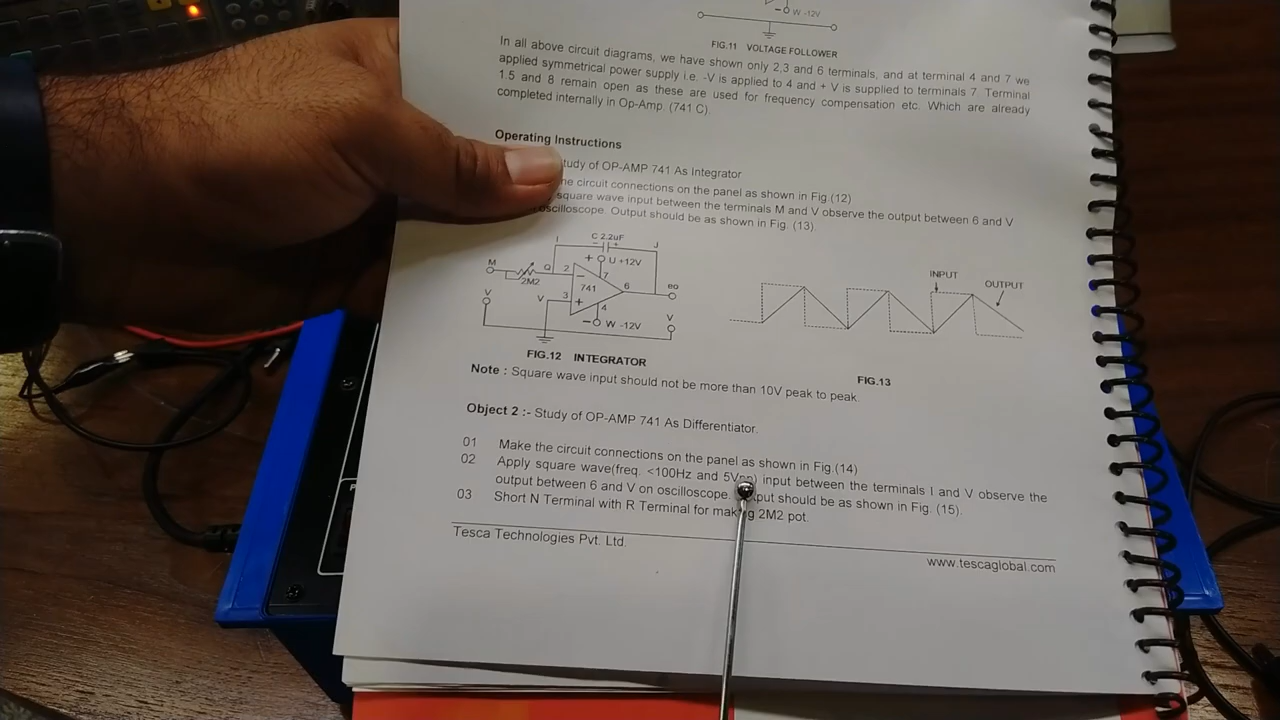 W -12V
FIG.11 VOLTAGE FOLLOWER
In all above circuit diagrams, we have shown only 2,3 and 6 terminals, and at terminal 4 and 7 we
applied symmetrical power supply i.e. -V is applied to 4 and + V is supplied to terminals 7 Terminal
1.5 and 8 remain open as these are used for frequency compensation etc. Which are already
completed internally in Op-Amp. (741 C).
Operating Instructions
tudy of OP-AMP 741 As Integrator
circuit connections on the panel as shown in Fig.(12)
square wave input between the terminals M and V observe the output between 6 and V
oscilloscope. Output should be as shown in Fig. (13).
C 2.2uF
I
J
+ U +12V
M
Q
2
7
2M2
741
6
eo
V
V
3
4
V
W -12V
INPUT
OUTPUT
FIG.12 INTEGRATOR
FIG.13
Note : Square wave input should not be more than 10V peak to peak.
Object 2 :- Study of OP-AMP 741 As Differentiator.
01 Make the circuit connections on the panel as shown in Fig.(14)
02 Apply square wave(freq. <100Hz and 5Vpp) input between the terminals I and V observe the
output between 6 and V on oscilloscope. put should be as shown in Fig. (15).
03 Short N Terminal with R Terminal for making 2M2 pot.
Tesca Technologies Pvt. Ltd.
www.tescaglobal.com